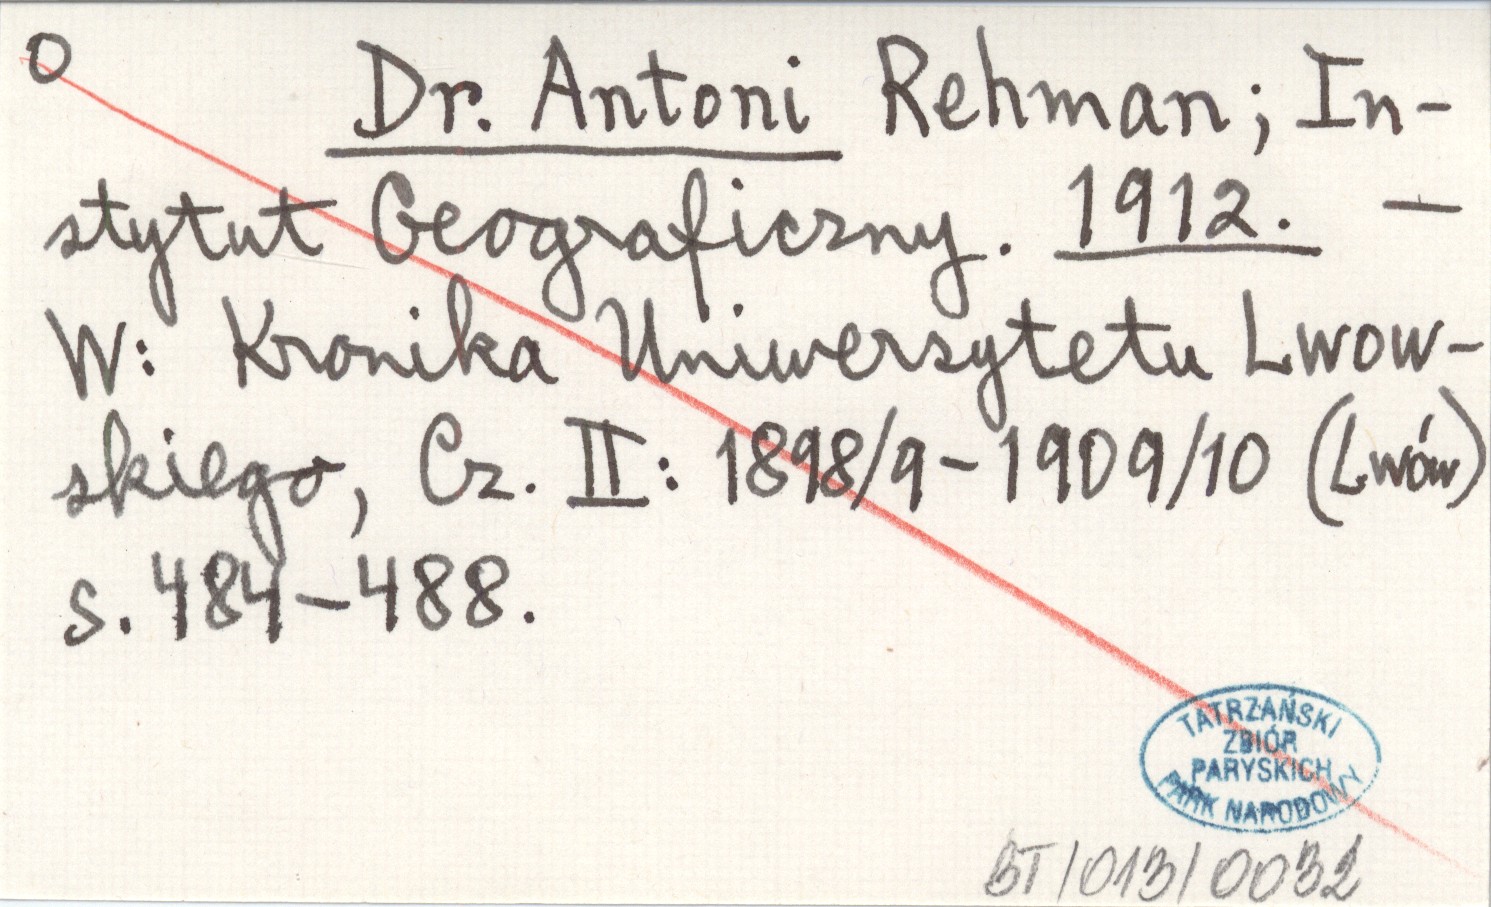 O
Dr. Antoni Rehman; In-
stytut Geograficzny. 1912. —
W: Kronika Uniwersytetu Lwow-
skiego, Cz. II: 1898/9-1909/10 (Lwów)
s. 484-488.
TATRZAŃSKI
ZBIÓR
PARYSKICH
PARK NARODOWY
BT/013/0032